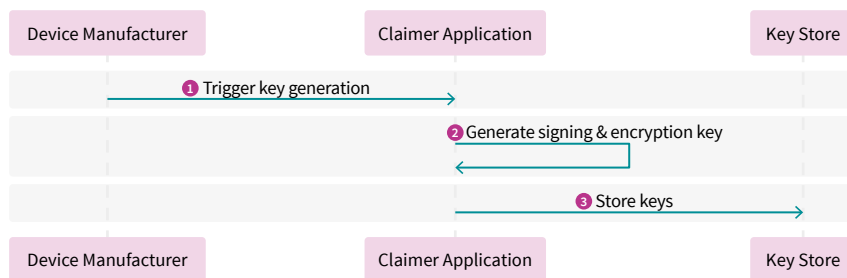 Device Manufacturer Claimer Application Key Store
1 Trigger key generation
2 Generate signing & encryption key
3 Store keys
Device Manufacturer Claimer Application Key Store